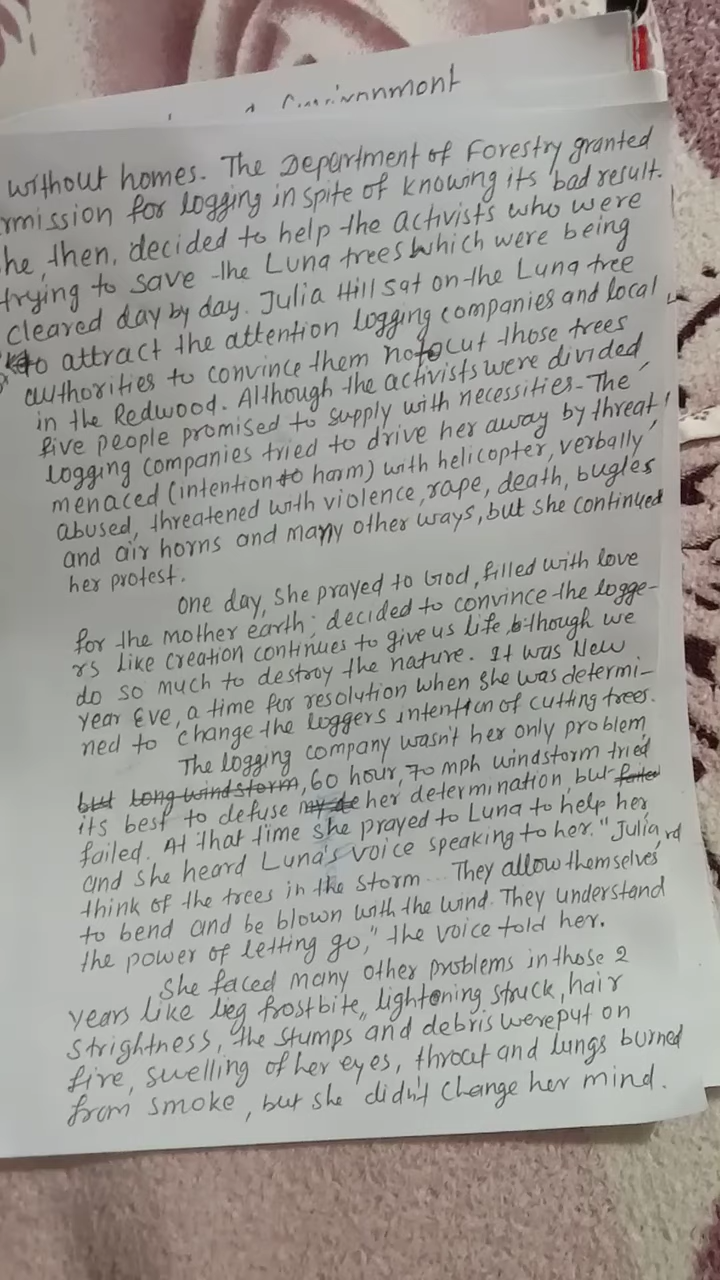 without homes. The Department of Forestry granted
rmission for logging in spite of knowing its bad result.
he, then, decided to help the activists who were
trying to save the Luna trees which were being
cleared day by day. Julia Hill sat on the Luna tree
to attract the attention logging companies and local
authorities to convince them not to cut those trees
in the Redwood. Although the activists were divided,
five people promised to supply with necessities. The
logging companies tried to drive her away by threat,
menaced (intention to harm) with helicopter, verbally
abused, threatened with violence, rape, death, bugles
and air horns and many other ways, but she continued
her protest.
One day, she prayed to God, filled with love
for the mother earth; decided to convince the logge-
rs like creation continues to give us life though we
do so much to destroy the nature. It was New
year Eve, a time for resolution when she was determi-
ned to change the loggers intention of cutting trees.
The logging company wasn't her only problem,
but long windstorm, 60 hour, 70 mph windstorm tried
its best to defuse her determination, but failed
failed. At that time she prayed to Luna to help her
and she heard Luna's voice speaking to her. "Julia,
think of the trees in the storm... They allow themselves
to bend and be blown with the wind. They understand
the power of letting go," the voice told her.
She faced many other problems in those 2
years like leg frostbite, lightening struck, hair
strightness, the stumps and debris were put on
fire, swelling of her eyes, throat and lungs burned
from smoke, but she didn't change her mind.